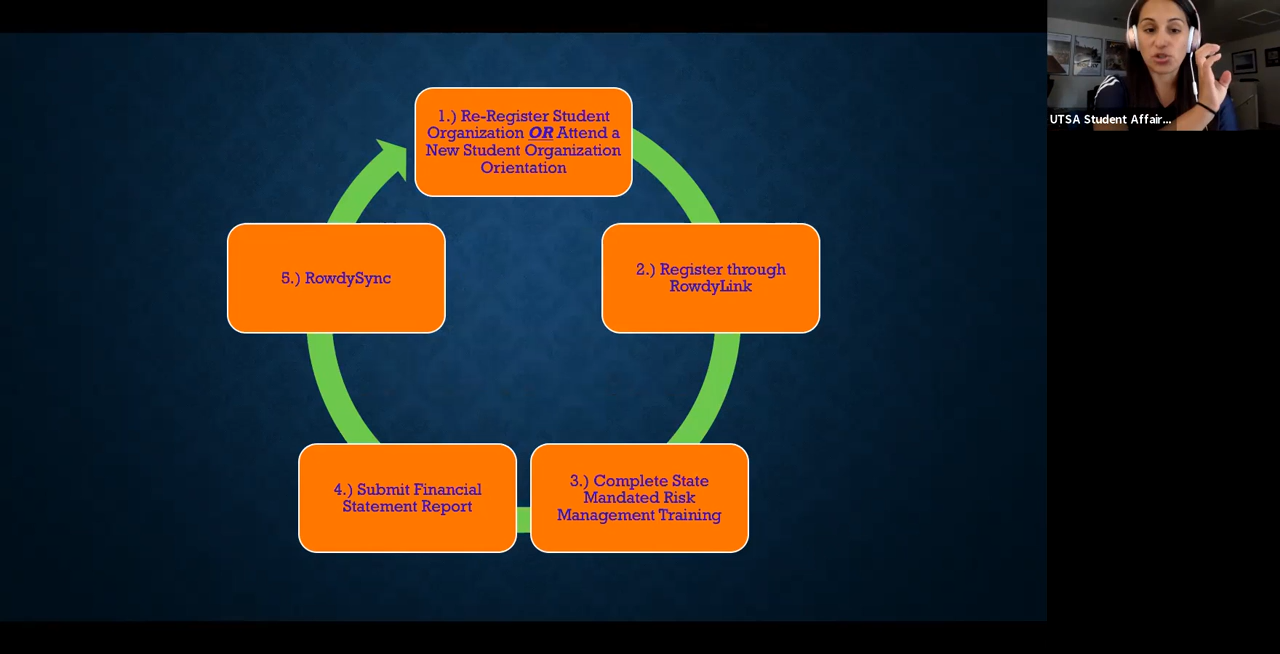 1.) Re-Register Student
Organization OR Attend a
New Student Organization
Orientation
2.) Register through
RowdyLink
3.) Complete State
Mandated Risk
Management Training
4.) Submit Financial
Statement Report
5.) RowdySync
UTSA Student Affair...